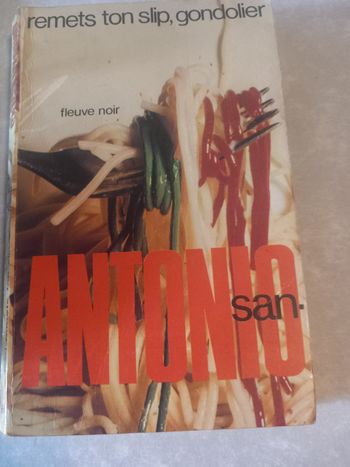 remets ton slip, gondolier
fleuve noir
san-
ANTONIO